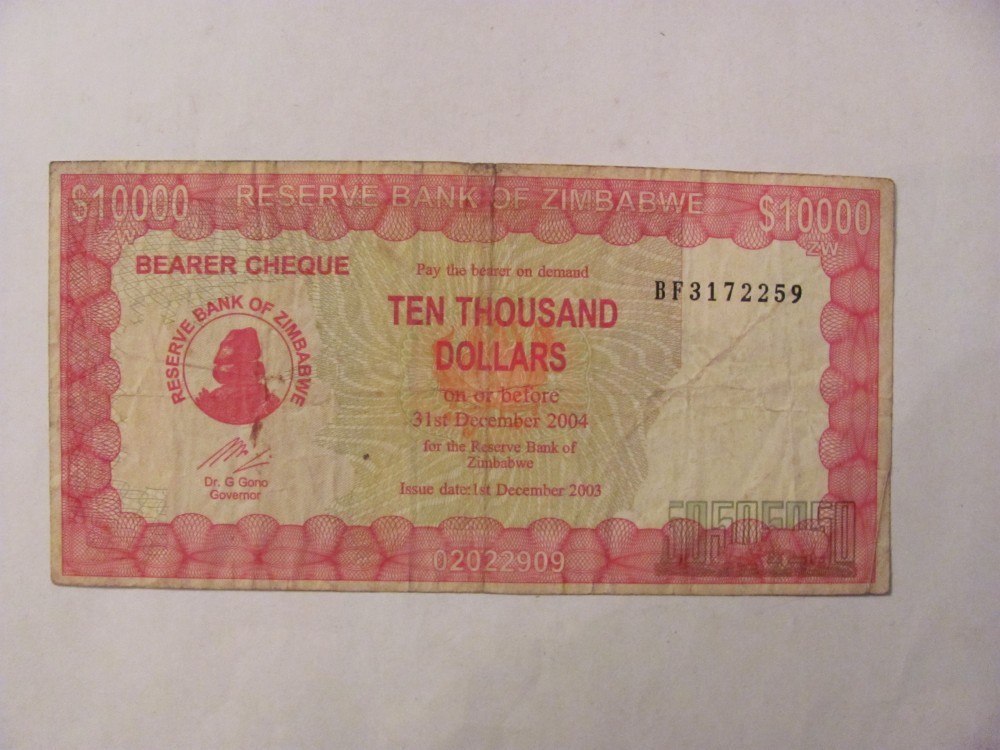 $10000 RESERVE BANK OF ZIMBABWE $10000
ZW
BEARER CHEQUE
Pay the bearer on demand
BF3172259
TEN THOUSAND
DOLLARS
RESERVE BANK OF ZIMBABWE
on or before
31st December 2004
for the Reserve Bank of
Zimbabwe
Dr. G Gono
Governor
Issue date:1st December 2003
02022909